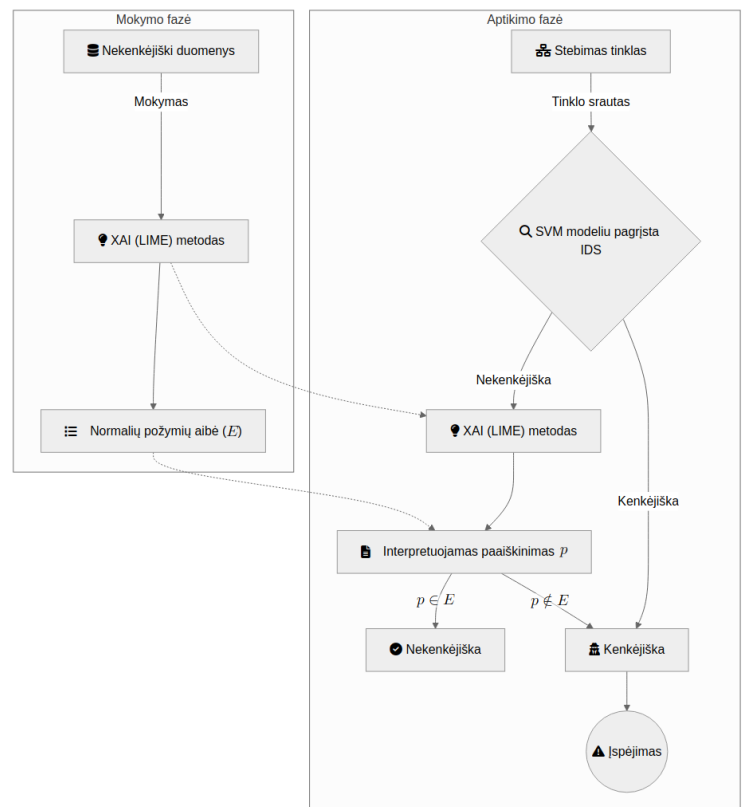 Mokymo fazė
Nekenkėjiški duomenys
Mokymas
XAI (LIME) metodas
Normalių požymių aibė (E)
Aptikimo fazė
Stebimas tinklas
Tinklo srautas
SVM modeliu pagrįsta
IDS
Nekenkėjiška
XAI (LIME) metodas
Kenkėjiška
Interpretuojamas paaiškinimas p
p ∈ E
p ∉ E
Nekenkėjiška
Kenkėjiška
Įspėjimas